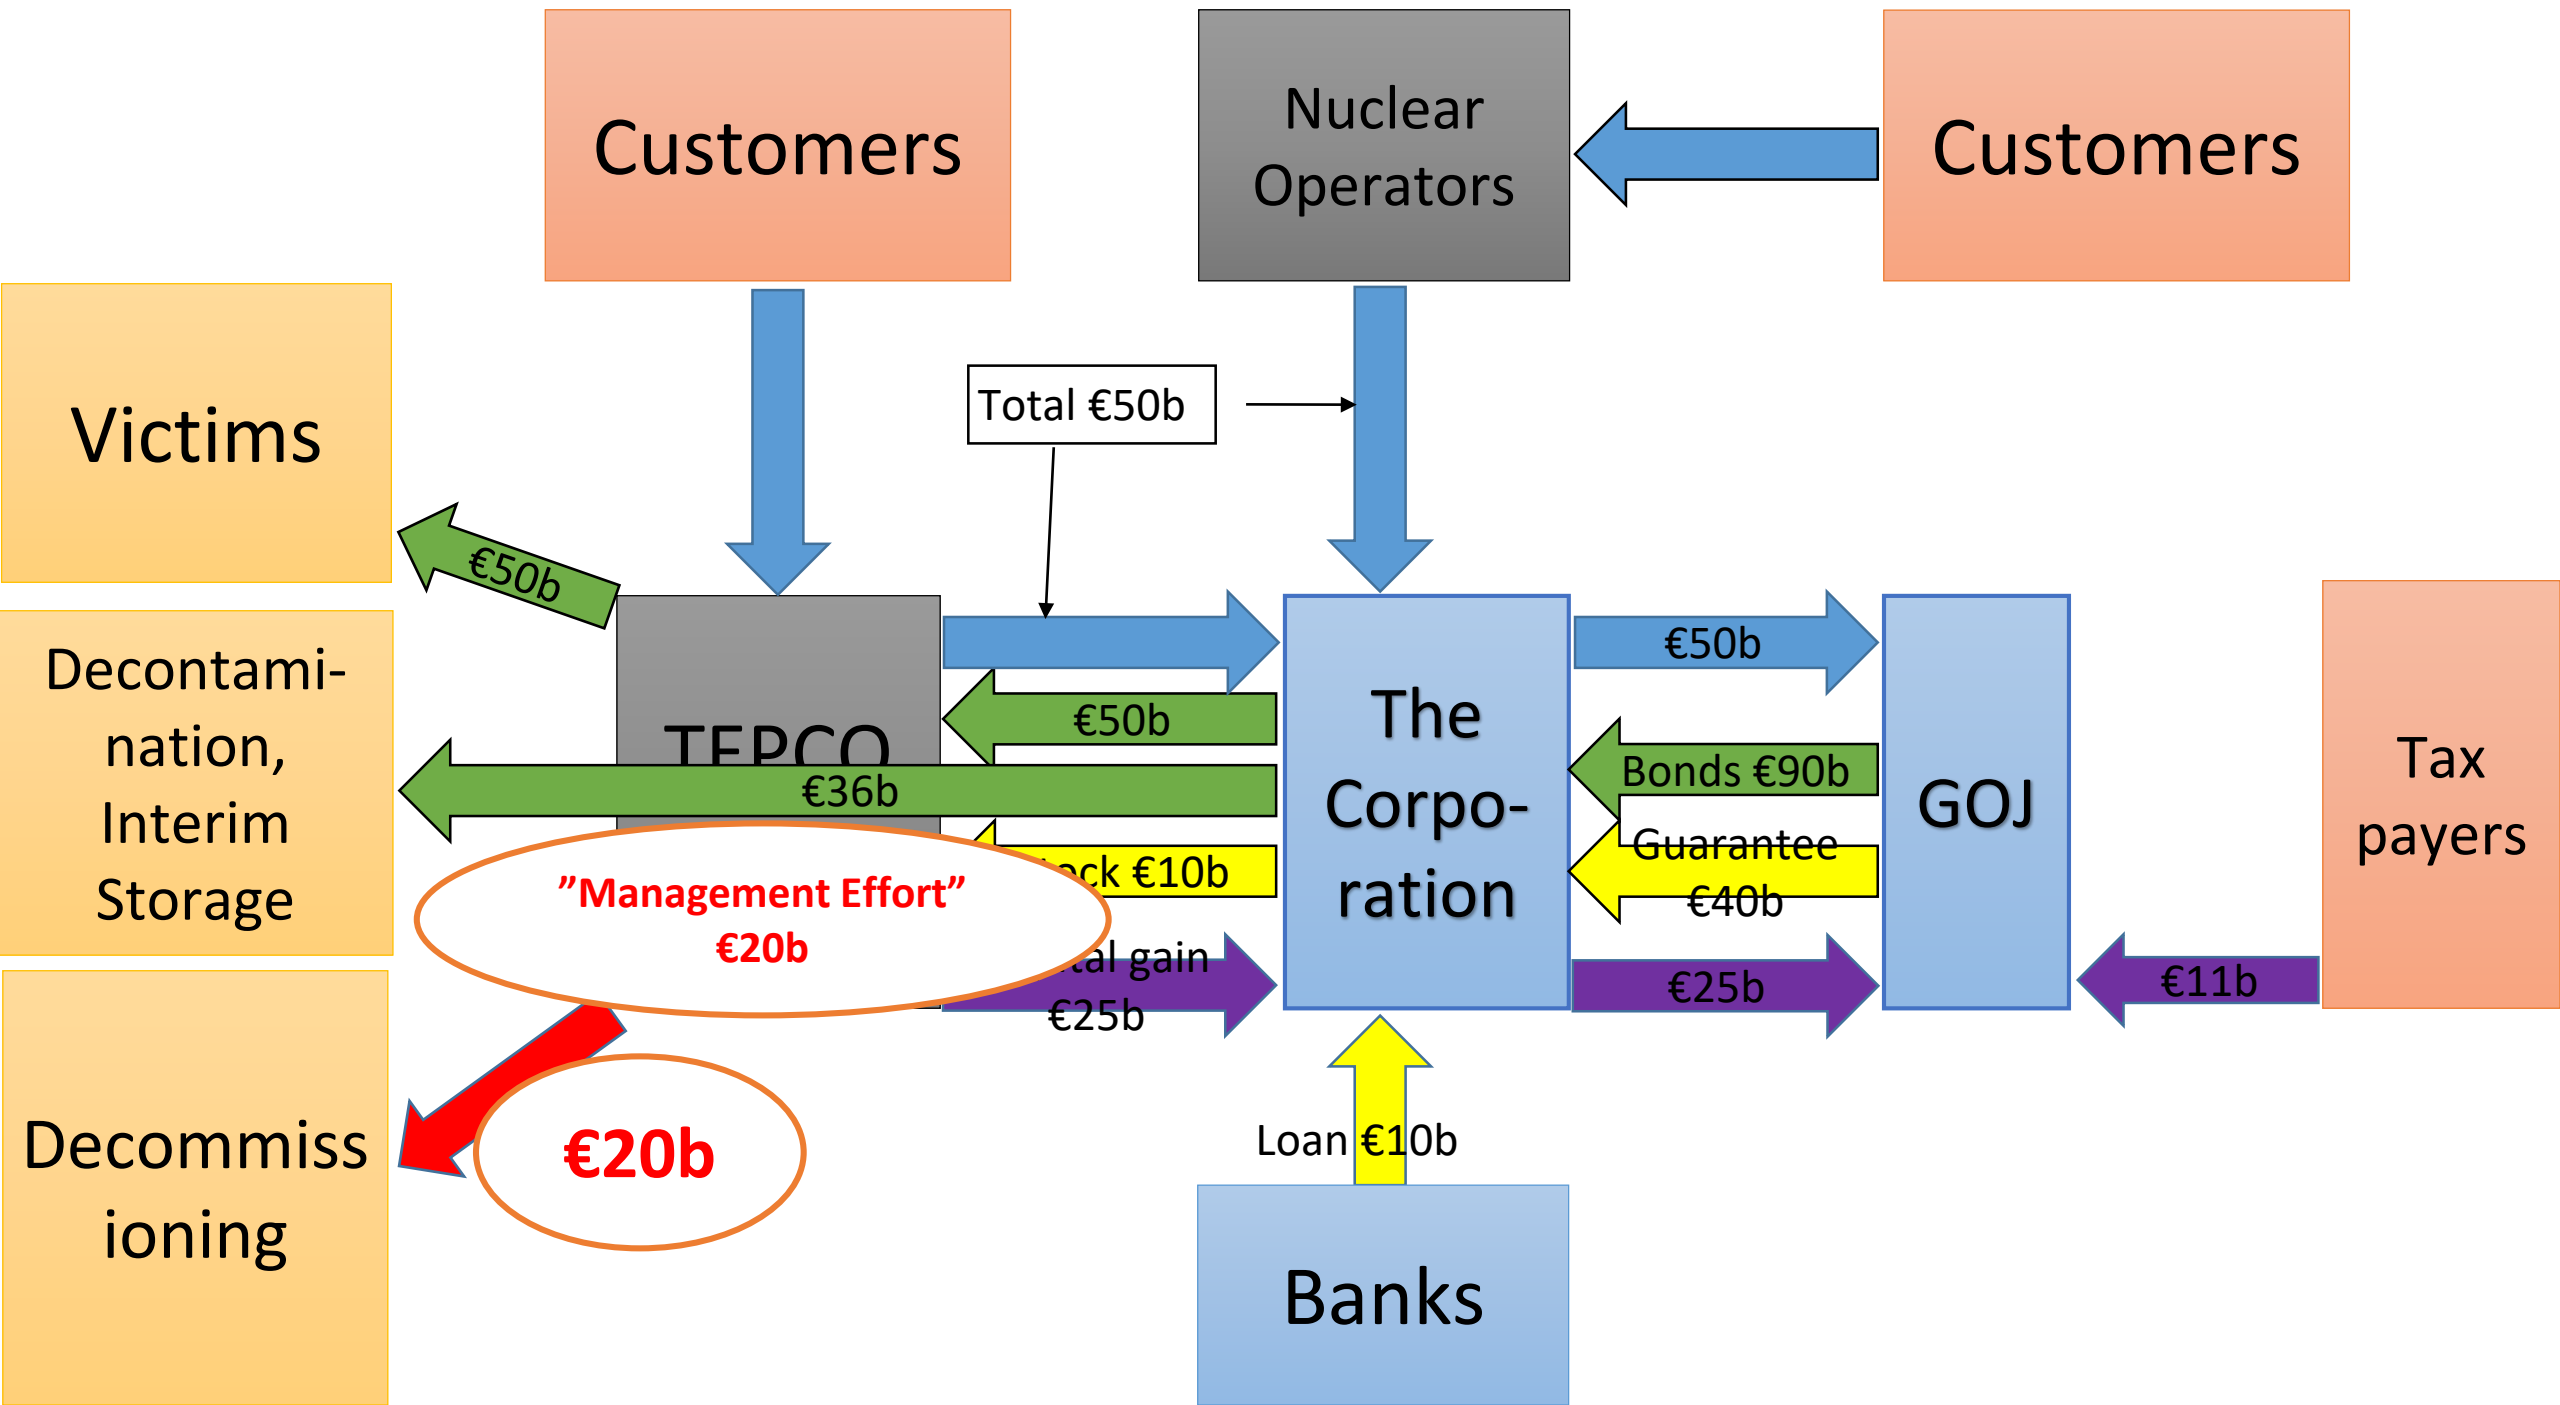 Customers
Nuclear
Operators
Customers
Victims
Total €50b
€50b
Decontami-
nation,
Interim
Storage
TEPCO
€50b
€36b
€10b
”Management Effort”
€20b
gain
€25b
The
Corpo-
ration
€50b
Bonds €90b
Guarantee
€40b
€25b
GOJ
€11b
Tax
payers
Decommiss
ioning
€20b
Loan €10b
Banks